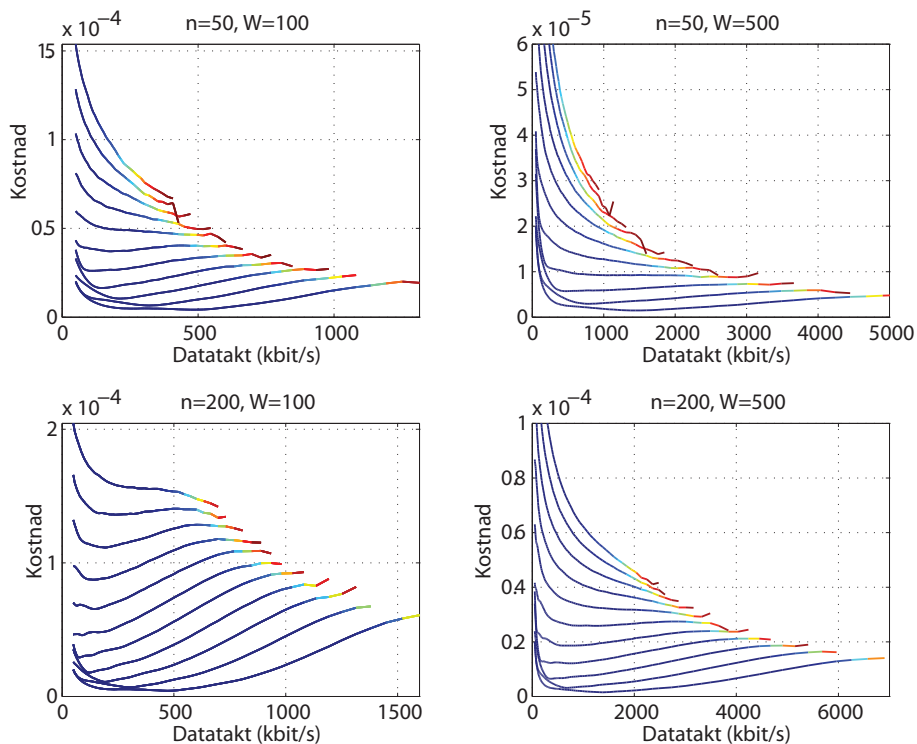 n=50, W=100
x 10⁻⁴
1.5
1
0.5
0
Kostnad
0
500
1000
Datatakt (kbit/s)
n=50, W=500
x 10⁻⁵
6
5
4
3
2
1
0
Kostnad
0
1000
2000
3000
4000
5000
Datatakt (kbit/s)
n=200, W=100
x 10⁻⁴
2
1
0
Kostnad
0
500
1000
1500
Datatakt (kbit/s)
n=200, W=500
x 10⁻⁴
1
0.8
0.6
0.4
0.2
0
Kostnad
0
2000
4000
6000
Datatakt (kbit/s)